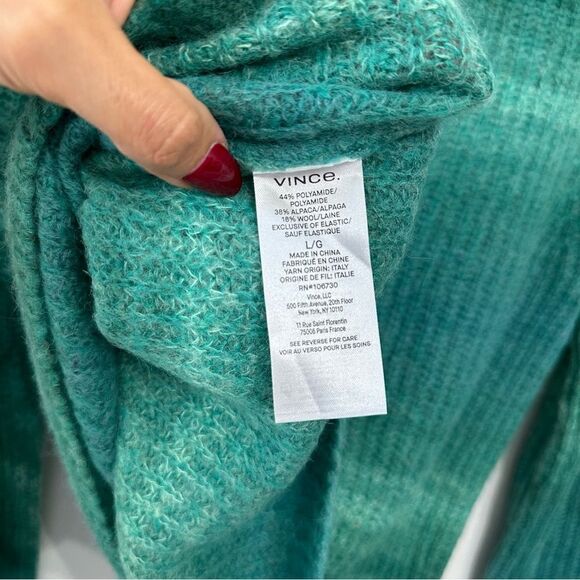 VINCE.
44% POLYAMIDE/
POLYAMIDE
38% ALPACA/ALPAGA
18% WOOL/LAINE
EXCLUSIVE OF ELASTIC/
SAUF ELASTIQUE
L/G
MADE IN CHINA
FABRIQUÉ EN CHINE
YARN ORIGIN: ITALY
ORIGINE DE FIL: ITALIE
RN#106730
Vince, LLC
500 Fifth Avenue, 20th Floor
New York, NY 10110
11 Rue Saint Florentin
75008 Paris France
SEE REVERSE FOR CARE
VOIR AU VERSO POUR LES SOINS